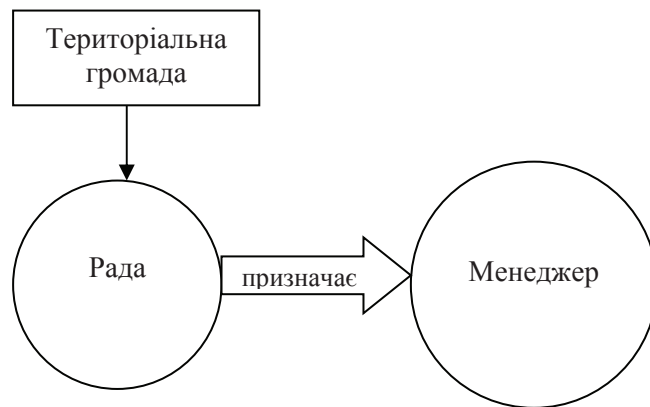 Територіальна
громада
Рада
призначає
Менеджер